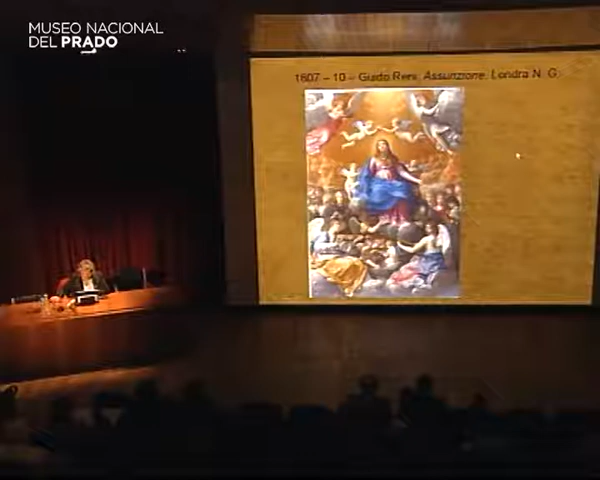 MUSEO NACIONAL
DEL PRADO
1607 – 10 – Guido Reni, Assunzione, Londra N. G.